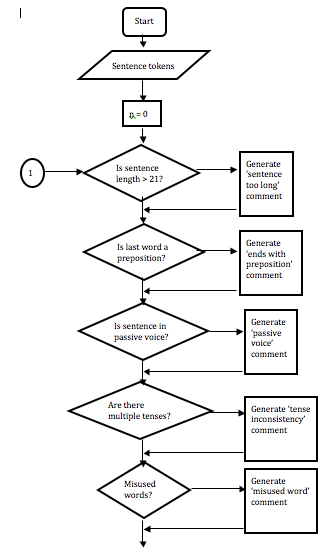 Start
Sentence tokens
n = 0
1
Is sentence
length > 21?
Generate
‘sentence
too long’
comment
Is last word a
preposition?
Generate
‘ends with
preposition’
comment
Is sentence in
passive voice?
Generate
‘passive
voice’
comment
Are there
multiple tenses?
Generate ‘tense
inconsistency’
comment
Misused
words?
Generate
‘misused word’
comment